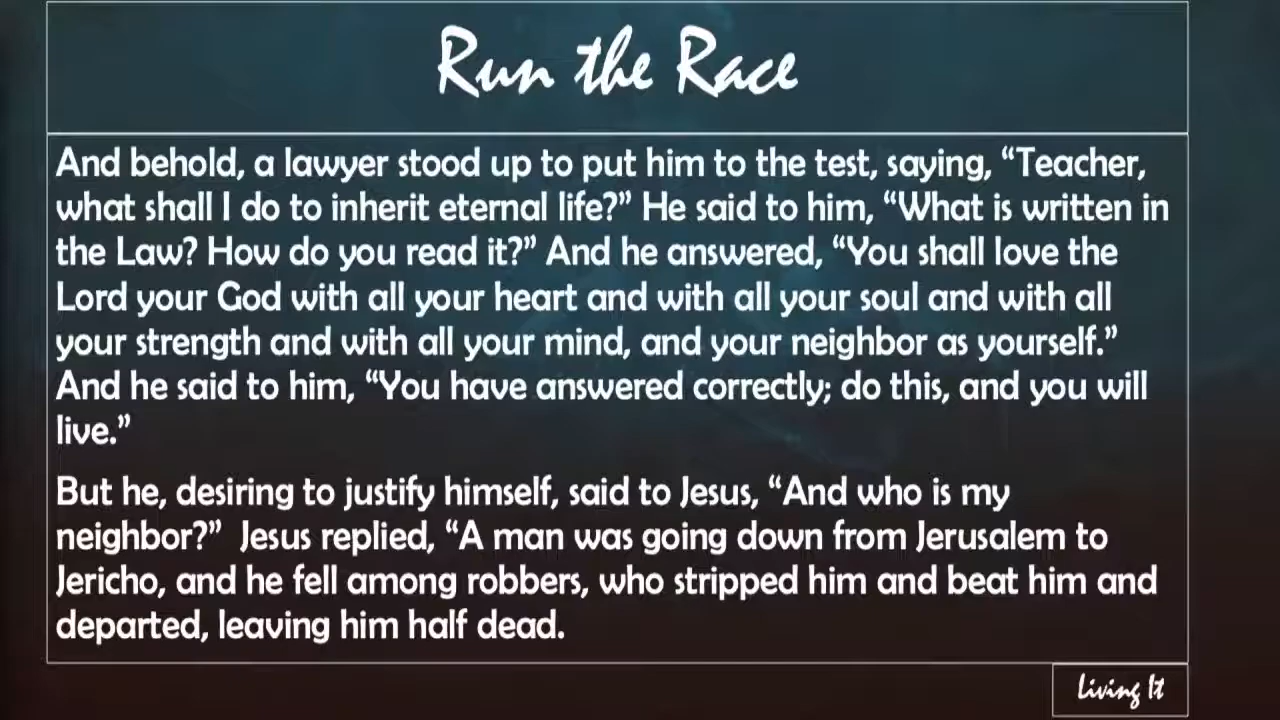 Run the Race
And behold, a lawyer stood up to put him to the test, saying, “Teacher,
what shall I do to inherit eternal life?” He said to him, “What is written in
the Law? How do you read it?” And he answered, “You shall love the
Lord your God with all your heart and with all your soul and with all
your strength and with all your mind, and your neighbor as yourself.”
And he said to him, “You have answered correctly; do this, and you will
live.”
But he, desiring to justify himself, said to Jesus, “And who is my
neighbor?”  Jesus replied, “A man was going down from Jerusalem to
Jericho, and he fell among robbers, who stripped him and beat him and
departed, leaving him half dead.
Living It